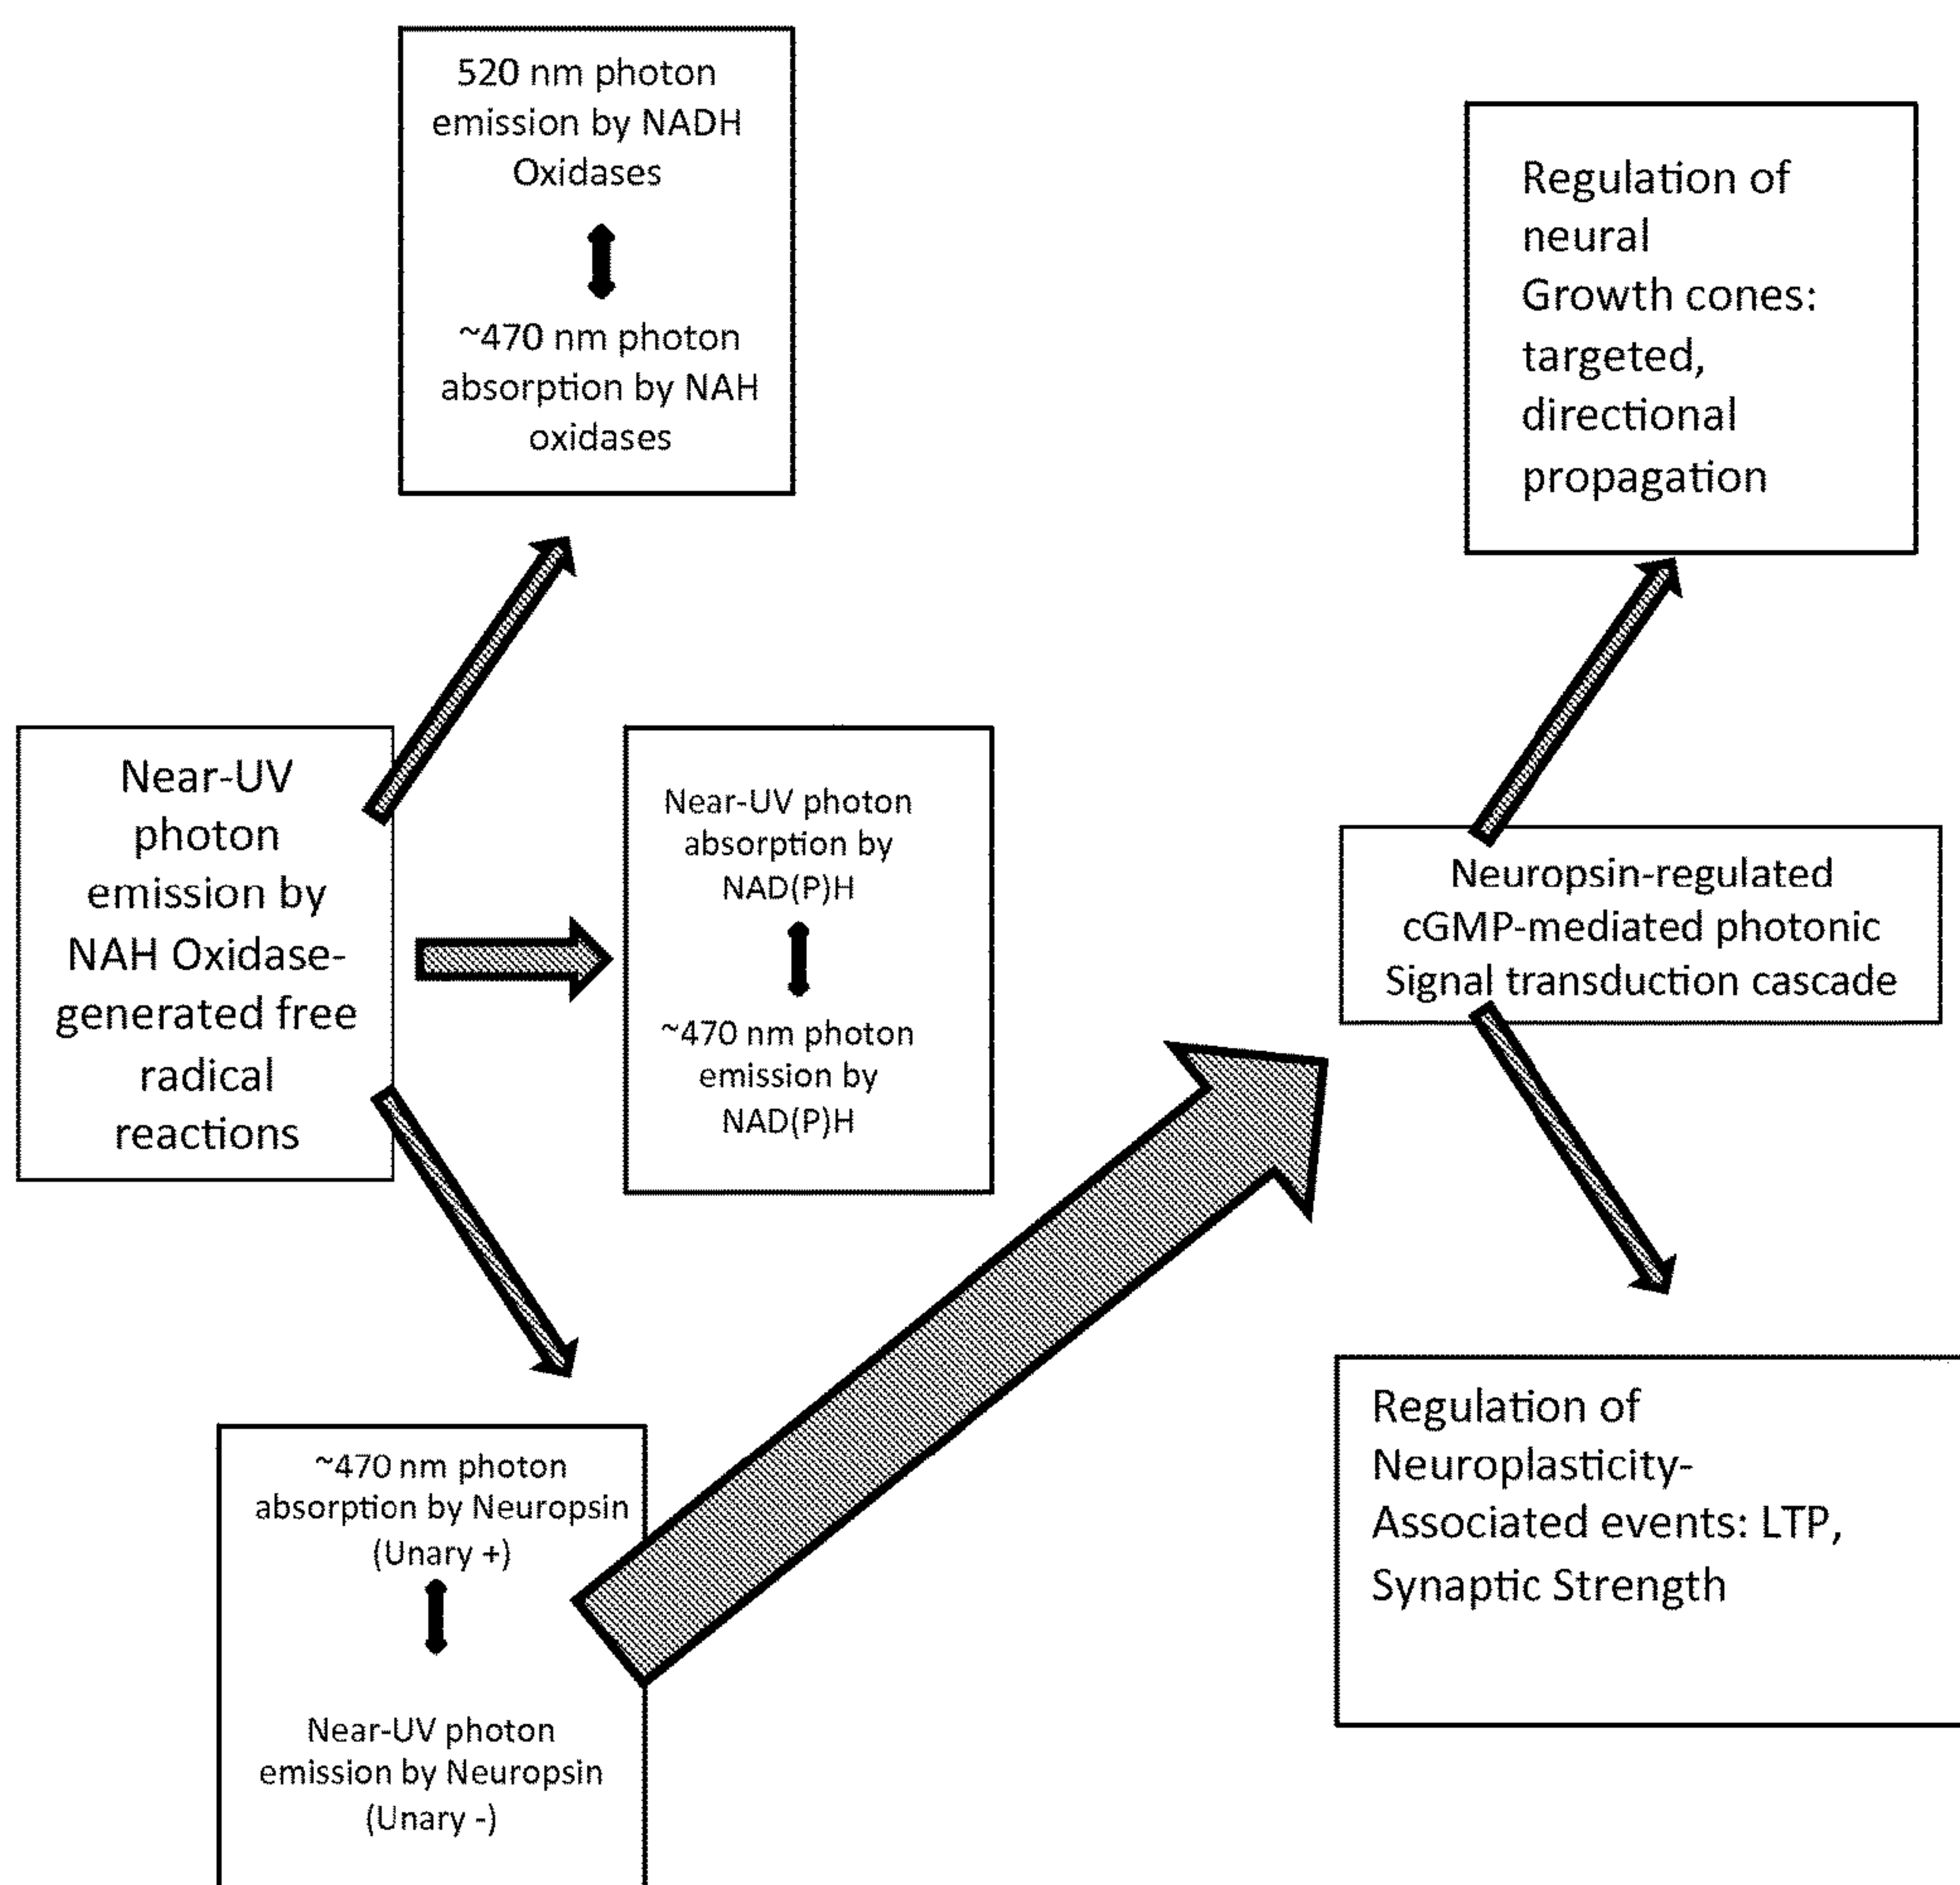 520 nm photon
emission by NADH
Oxidases
~470 nm photon
absorption by NAH
oxidases
Regulation of
neural
Growth cones:
targeted,
directional
propagation
Near-UV
photon
emission by
NAH Oxidase-
generated free
radical
reactions
Near-UV photon
absorption by
NAD(P)H
~470 nm photon
emission by
NAD(P)H
Neuropsin-regulated
cGMP-mediated photonic
Signal transduction cascade
~470 nm photon
absorption by Neuropsin
(Unary +)
Near-UV photon
emission by Neuropsin
(Unary -)
Regulation of
Neuroplasticity-
Associated events: LTP,
Synaptic Strength